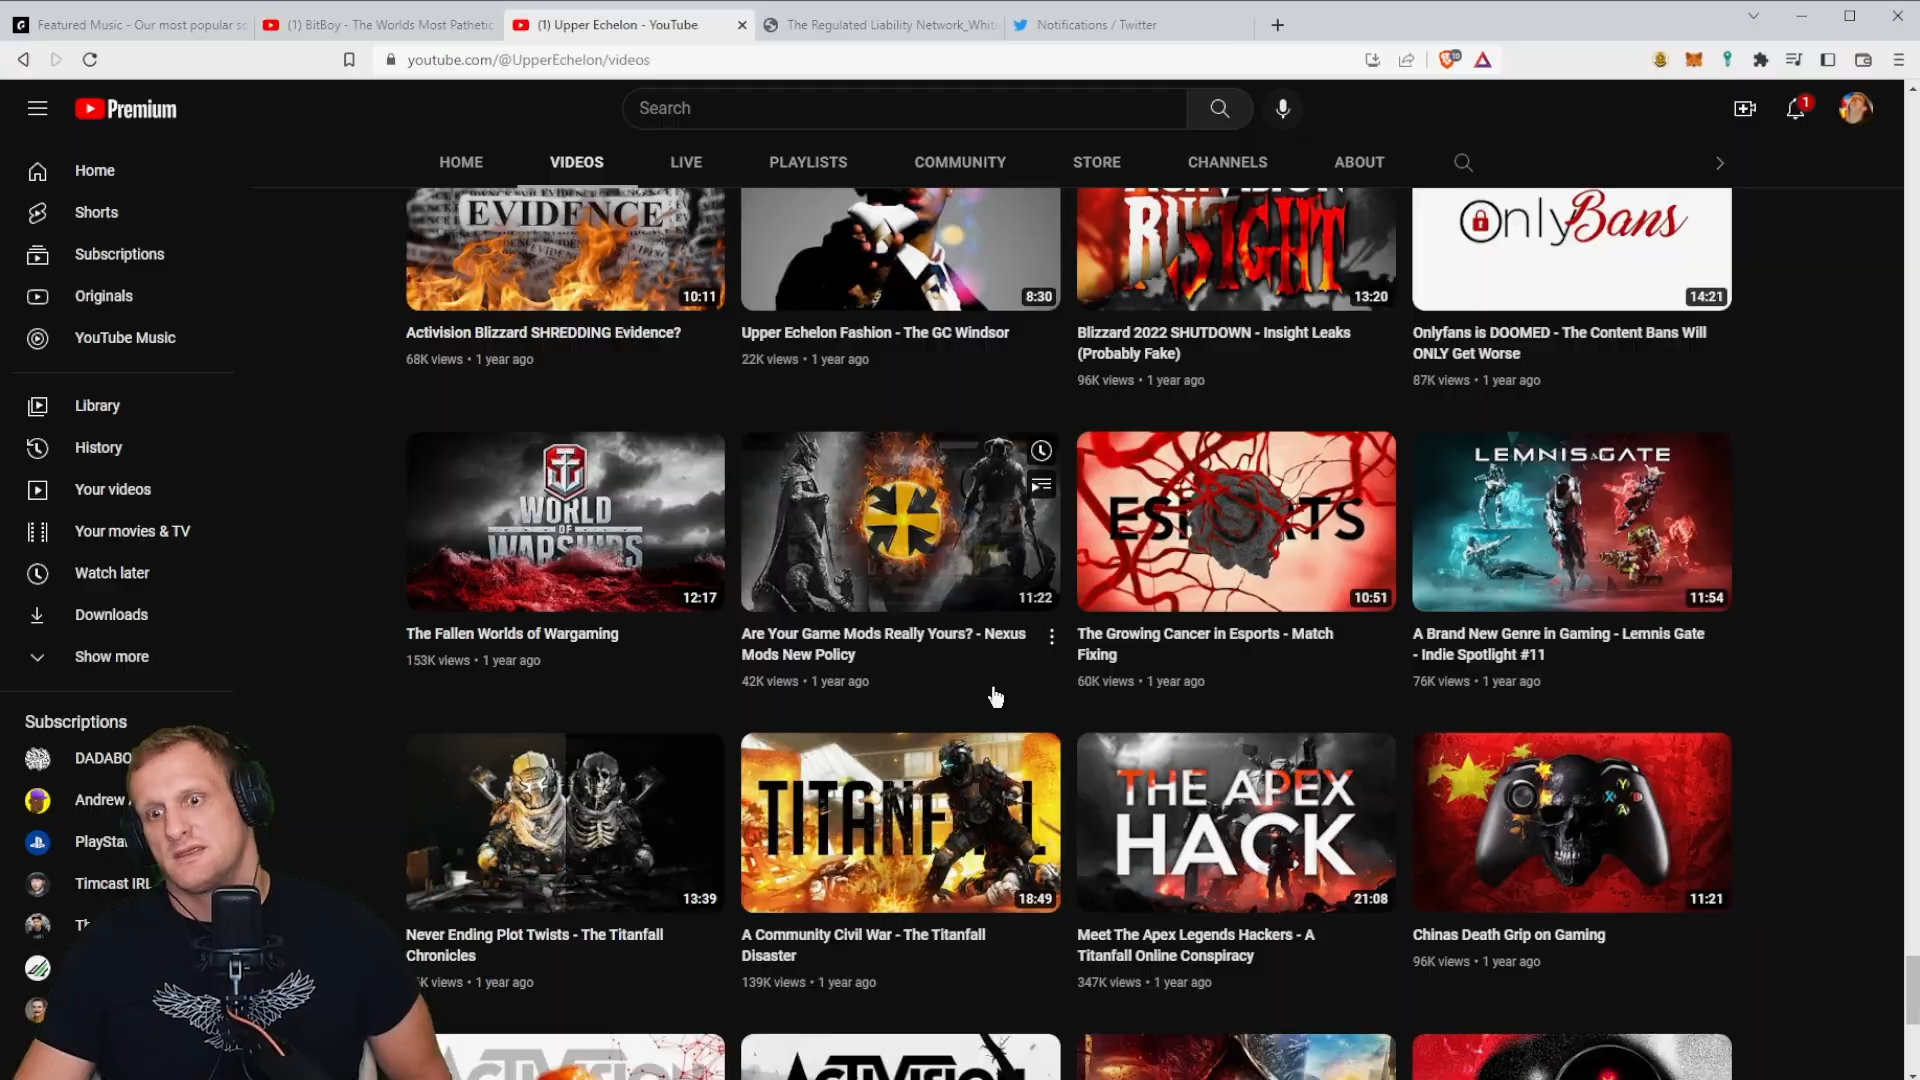 Featured Music - Our most popular so
(1) BitBoy - The Worlds Most Pathetic
(1) Upper Echelon - YouTube
The Regulated Liability Network_White
Notifications / Twitter
youtube.com/@UpperEchelon/videos
Premium
Search
1
HOME
VIDEOS
LIVE
PLAYLISTS
COMMUNITY
STORE
CHANNELS
ABOUT
Home
Shorts
Subscriptions
Originals
YouTube Music
Library
History
Your videos
Your movies & TV
Watch later
Downloads
Show more
Subscriptions
DADABO
Andrew
PlaySta
Timcast IRL
Th
EVIDENCE
10:11
Activision Blizzard SHREDDING Evidence?
68K views • 1 year ago
8:30
Upper Echelon Fashion - The GC Windsor
22K views • 1 year ago
13:20
Blizzard 2022 SHUTDOWN - Insight Leaks
(Probably Fake)
96K views • 1 year ago
OnlyBans
14:21
Onlyfans is DOOMED - The Content Bans Will
ONLY Get Worse
87K views • 1 year ago
WORLD
OF
WARSHIPS
12:17
The Fallen Worlds of Wargaming
153K views • 1 year ago
11:22
Are Your Game Mods Really Yours? - Nexus
Mods New Policy
42K views • 1 year ago
ESPORTS
10:51
The Growing Cancer in Esports - Match
Fixing
60K views • 1 year ago
LEMNIS GATE
11:54
A Brand New Genre in Gaming - Lemnis Gate
- Indie Spotlight #11
76K views • 1 year ago
13:39
Never Ending Plot Twists - The Titanfall
Chronicles
K views • 1 year ago
TITANFALL
18:49
A Community Civil War - The Titanfall
Disaster
139K views • 1 year ago
THE APEX
HACK
21:08
Meet The Apex Legends Hackers - A
Titanfall Online Conspiracy
347K views • 1 year ago
Y
X
B
A
11:21
Chinas Death Grip on Gaming
96K views • 1 year ago
ACTIVISION
ACTIVISION